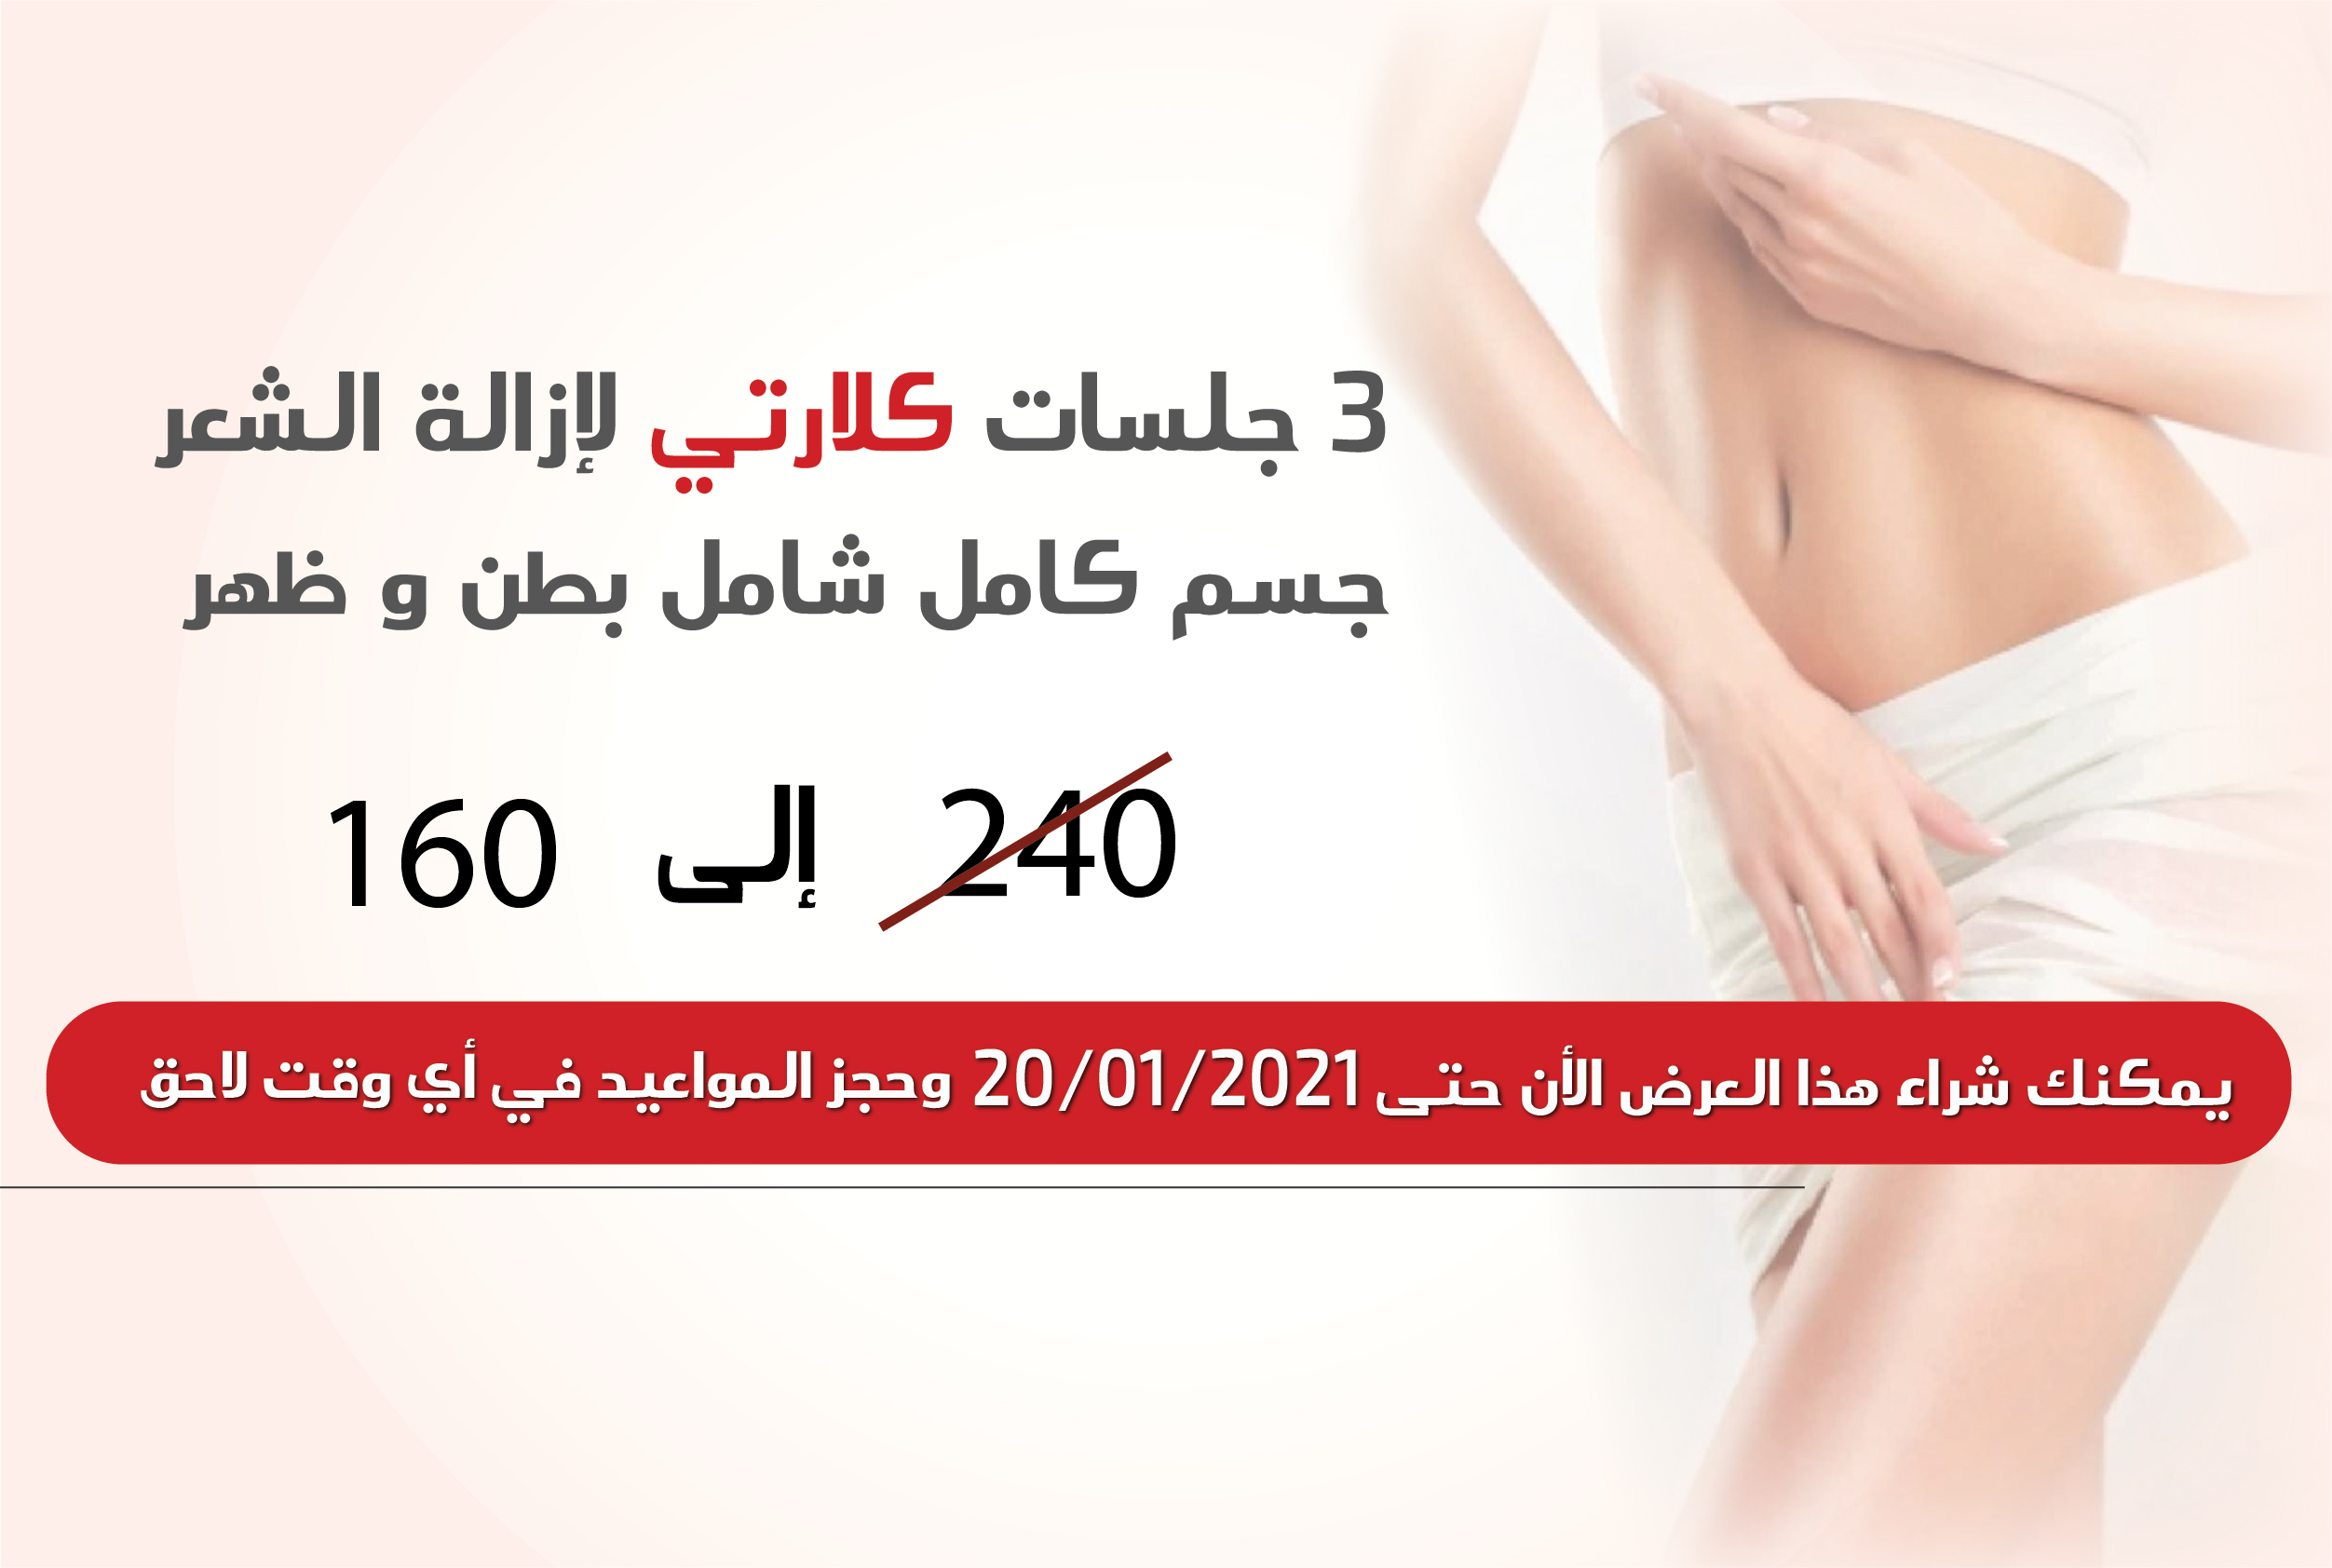 3 جلسات كلارتي لإزالة الشعر
جسم كامل شامل بطن و ظهر
240 إلى 160
يمكنك شراء هذا العرض الأن حتى 20/01/2021 وحجز المواعيد في أي وقت لاحق